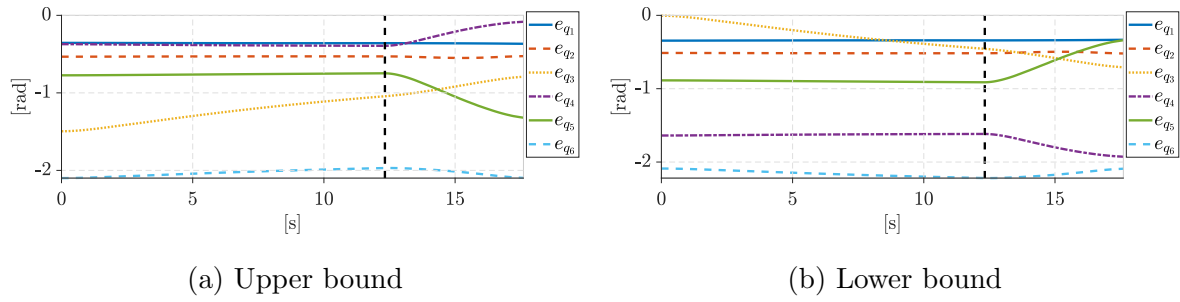 0
-1
-2
[rad]
0
5
10
15
[s]
e_{q_1}
e_{q_2}
e_{q_3}
e_{q_4}
e_{q_5}
e_{q_6}
(a) Upper bound
0
-1
-2
[rad]
0
5
10
15
[s]
e_{q_1}
e_{q_2}
e_{q_3}
e_{q_4}
e_{q_5}
e_{q_6}
(b) Lower bound